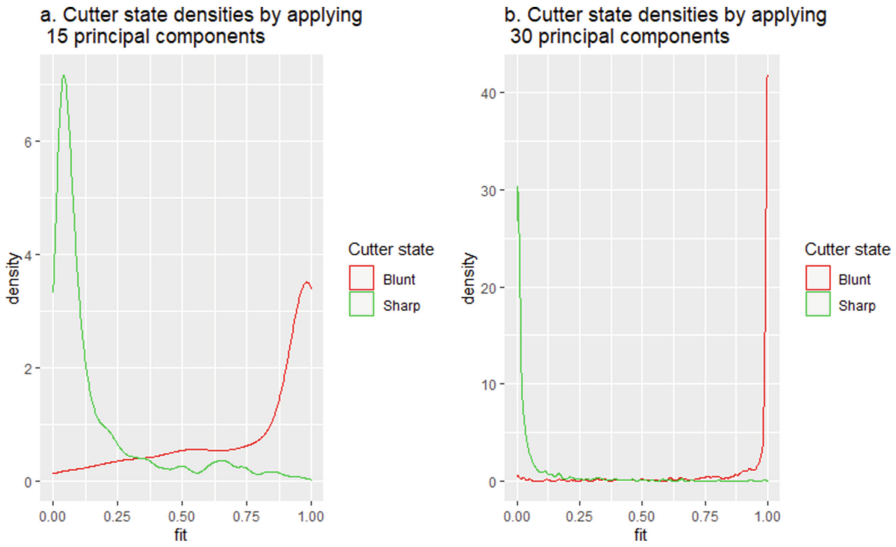 a. Cutter state densities by applying
15 principal components
density
6
4
2
0
0.00 0.25 0.50 0.75 1.00
fit
Cutter state
Blunt
Sharp
b. Cutter state densities by applying
30 principal components
density
40
30
20
10
0
0.00 0.25 0.50 0.75 1.00
fit
Cutter state
Blunt
Sharp